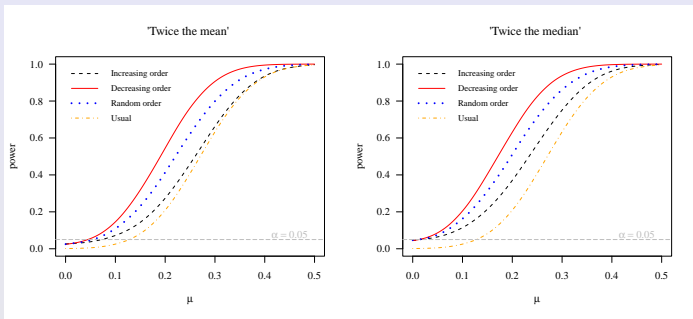 'Twice the mean'
1.0
0.8
0.6
0.4
0.2
0.0
power
Increasing order
Decreasing order
Random order
Usual
α = 0.05
0.0 0.1 0.2 0.3 0.4 0.5
μ
'Twice the median'
1.0
0.8
0.6
0.4
0.2
0.0
power
Increasing order
Decreasing order
Random order
Usual
α = 0.05
0.0 0.1 0.2 0.3 0.4 0.5
μ